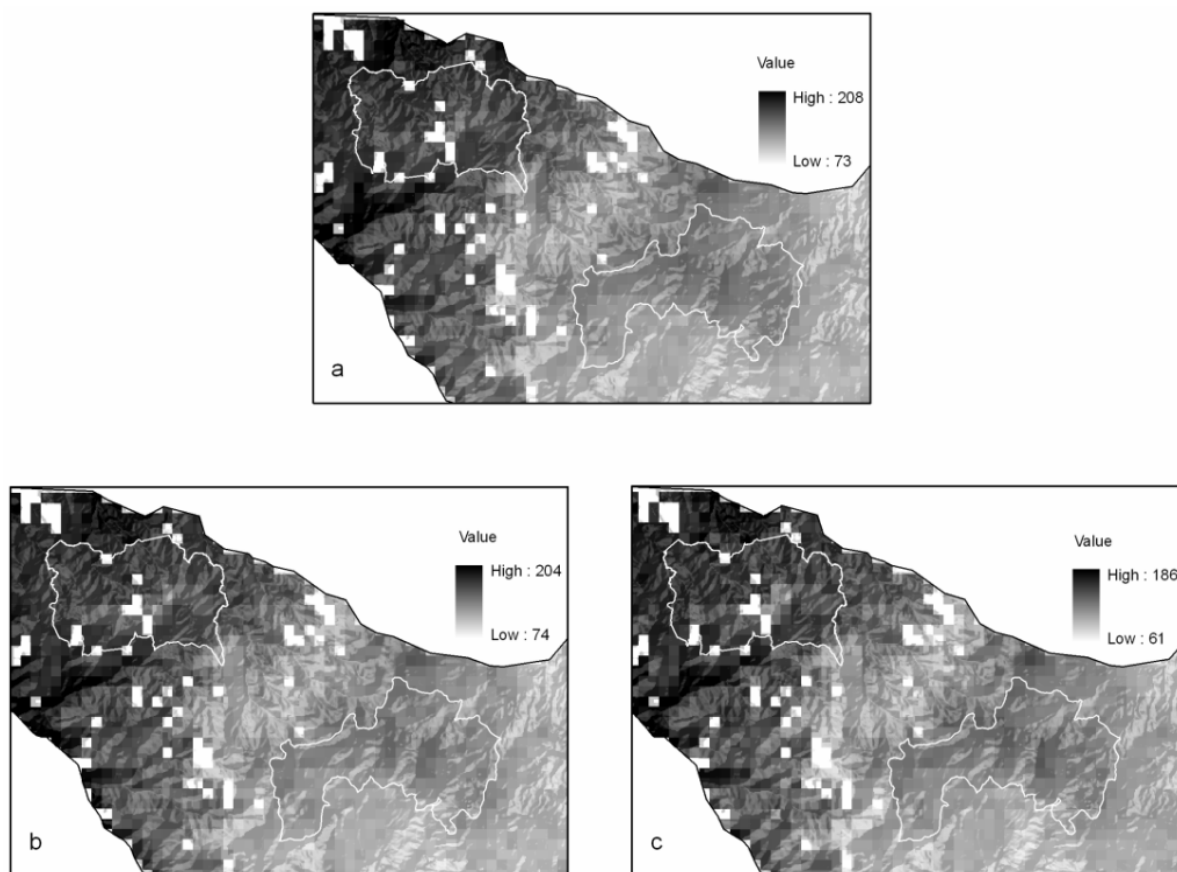 Value
High : 208
Low : 73
a
Value
High : 204
Low : 74
b
Value
High : 186
Low : 61
c